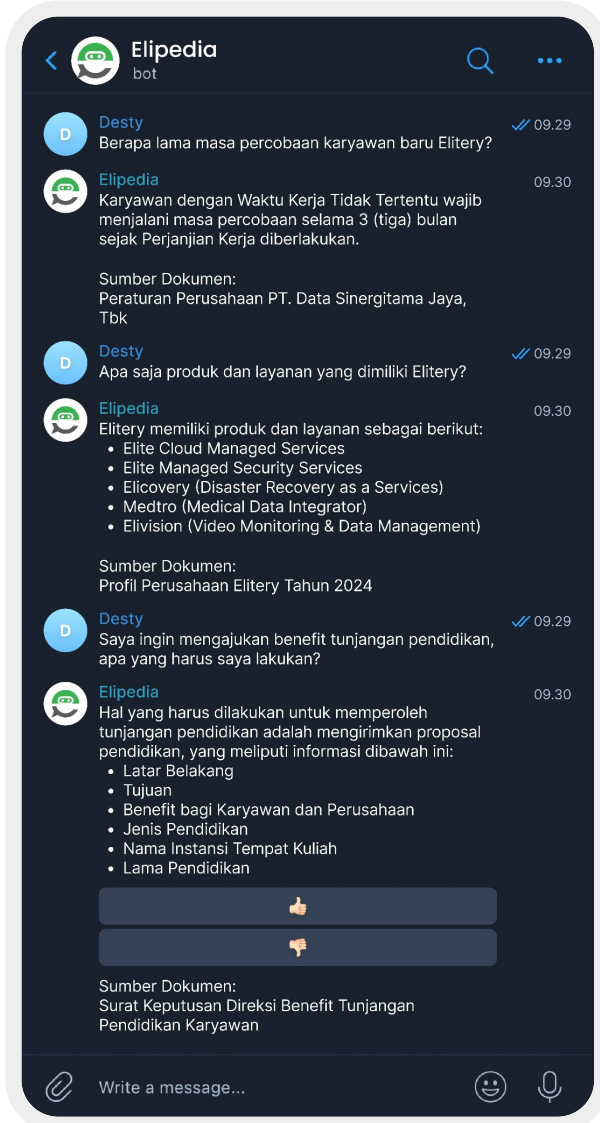 Elipedia
bot
Desty
09.29
Berapa lama masa percobaan karyawan baru Elitery?
D
Elipedia
09.30
Karyawan dengan Waktu Kerja Tidak Tertentu wajib
menjalani masa percobaan selama 3 (tiga) bulan
sejak Perjanjian Kerja diberlakukan.
Sumber Dokumen:
Peraturan Perusahaan PT. Data Sinergitama Jaya,
Tbk
Desty
09.29
D
Apa saja produk dan layanan yang dimiliki Elitery?
Elipedia
09.30
Elitery memiliki produk dan layanan sebagai berikut:
• Elite Cloud Managed Services
• Elite Managed Security Services
• Elicovery (Disaster Recovery as a Services)
• Medtro (Medical Data Integrator)
• Elivision (Video Monitoring & Data Management)
Sumber Dokumen:
Profil Perusahaan Elitery Tahun 2024
Desty
09.29
D
Saya ingin mengajukan benefit tunjangan pendidikan,
apa yang harus saya lakukan?
Elipedia
09.30
Hal yang harus dilakukan untuk memperoleh
tunjangan pendidikan adalah mengirimkan proposal
pendidikan, yang meliputi informasi dibawah ini:
• Latar Belakang
• Tujuan
• Benefit bagi Karyawan dan Perusahaan
• Jenis Pendidikan
• Nama Instansi Tempat Kuliah
• Lama Pendidikan
Sumber Dokumen:
Surat Keputusan Direksi Benefit Tunjangan
Pendidikan Karyawan
Write a message...